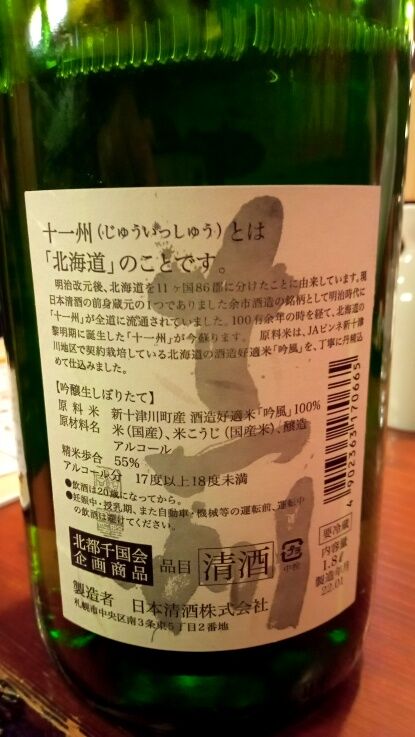 十一州（じゅういっしゅう）とは
「北海道」のことです。
明治改元後、北海道を11ヶ国86郡に分けたことに由来しています。現
日本清酒の前身蔵元の1つでありました余市酒造の銘柄として明治時代に
「十一州」が全道に流通されていました。100有余年の時を経て、北海道の
黎明期に誕生した「十一州」が今蘇ります。　原料米は、JAピンネ新十津
川地区で契約栽培している北海道の酒造好適米「吟風」を、丁寧に丹精込
めて仕込みました。
【吟醸生しぼりたて】
原料米　新十津川町産 酒造好適米「吟風」100%
原材料名　米（国産）、米こうじ（国産米）、醸造
アルコール
精米歩合　55%
アルコール分　17度以上18度未満
●飲酒は20歳になってから。
●妊娠中・授乳期、また自動車・機械等の運転前、運転中
の飲酒は避けてください。
北都千国会
企画商品
品目
清酒
中栓
要冷蔵
内容量
1.8ℓ
製造年月
22.01
製造者　日本清酒株式会社
札幌市中央区南3条東5丁目2番地
4902363170665